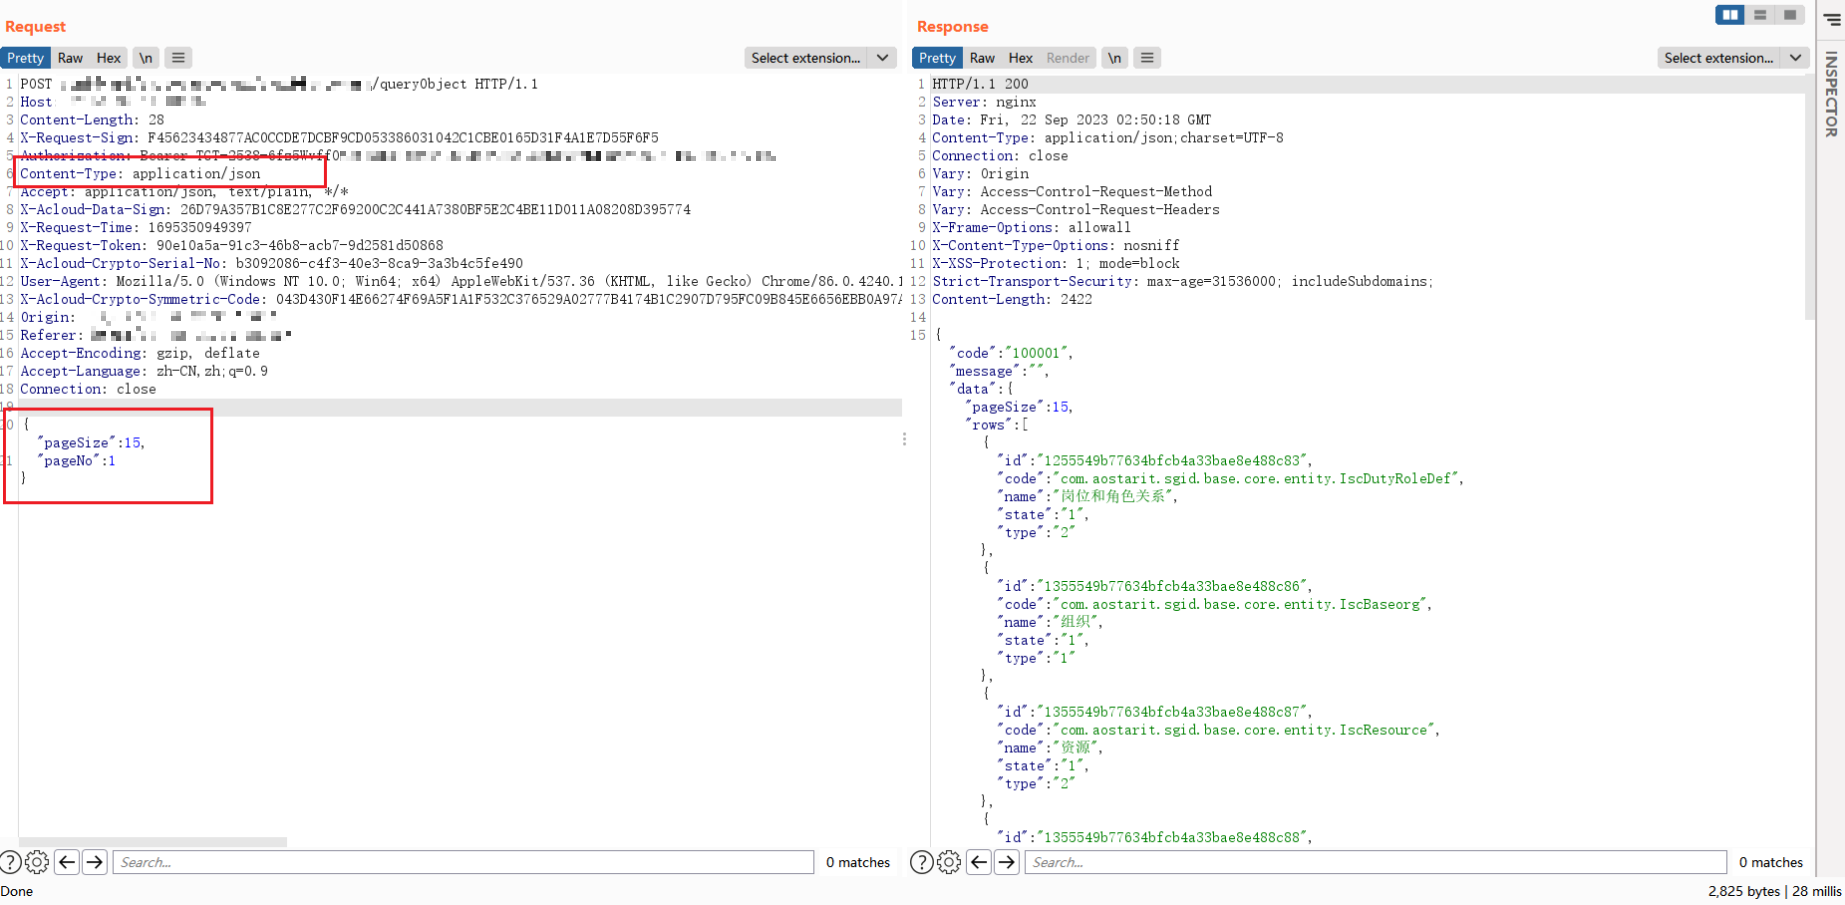 Request
Pretty Raw Hex \n
Select extension...
1 POST /queryObject HTTP/1.1
2 Host
3 Content-Length: 28
4 X-Request-Sign: F45623434877AC0CCDE7DCBF9CD053386031042C1CBE0165D31F4A1E7D55F6F5
5 Authorization: Bearer TGT-2538-6fs5Wvff0
6 Content-Type: application/json
7 Accept: application/json, text/plain, */*
8 X-Acloud-Data-Sign: 26D79A357B1C8E277C2F69200C2C441A7380BF5E2C4BE11D011A08208D395774
9 X-Request-Time: 1695350949397
10 X-Request-Token: 90e10a5a-91c3-46b8-acb7-9d2581d50868
11 X-Acloud-Crypto-Serial-No: b3092086-c4f3-40e3-8ca9-3a3b4c5fe490
12 User-Agent: Mozilla/5.0 (Windows NT 10.0; Win64; x64) AppleWebKit/537.36 (KHTML, like Gecko) Chrome/86.0.4240.1
13 X-Acloud-Crypto-Symmetric-Code: 043D430F14E66274F69A5F1A1F532C376529A02777B4174B1C2907D795FC09B845E6656EBB0A97A
14 Origin:
15 Referer:
16 Accept-Encoding: gzip, deflate
17 Accept-Language: zh-CN,zh;q=0.9
18 Connection: close
19
20 {
"pageSize":15,
21 "pageNo":1
}
Search...
0 matches
Done
Response
Pretty Raw Hex Render \n
Select extension...
1 HTTP/1.1 200
2 Server: nginx
3 Date: Fri, 22 Sep 2023 02:50:18 GMT
4 Content-Type: application/json;charset=UTF-8
5 Connection: close
6 Vary: Origin
7 Vary: Access-Control-Request-Method
8 Vary: Access-Control-Request-Headers
9 X-Frame-Options: allowall
10 X-Content-Type-Options: nosniff
11 X-XSS-Protection: 1; mode=block
12 Strict-Transport-Security: max-age=31536000; includeSubdomains;
13 Content-Length: 2422
14
15 {
"code":"100001",
"message":"",
"data":{
"pageSize":15,
"rows":[
{
"id":"1255549b77634bfcb4a33bae8e488c83",
"code":"com.aostarit.sgid.base.core.entity.IscDutyRoleDef",
"name":"岗位和角色关系",
"state":"1",
"type":"2"
},
{
"id":"1355549b77634bfcb4a33bae8e488c86",
"code":"com.aostarit.sgid.base.core.entity.IscBaseorg",
"name":"组织",
"state":"1",
"type":"1"
},
{
"id":"1355549b77634bfcb4a33bae8e488c87",
"code":"com.aostarit.sgid.base.core.entity.IscResource",
"name":"资源",
"state":"1",
"type":"2"
},
{
"id":"1355549b77634bfcb4a33bae8e488c88",
Search...
0 matches
2,825 bytes | 28 millis
INSPECTOR